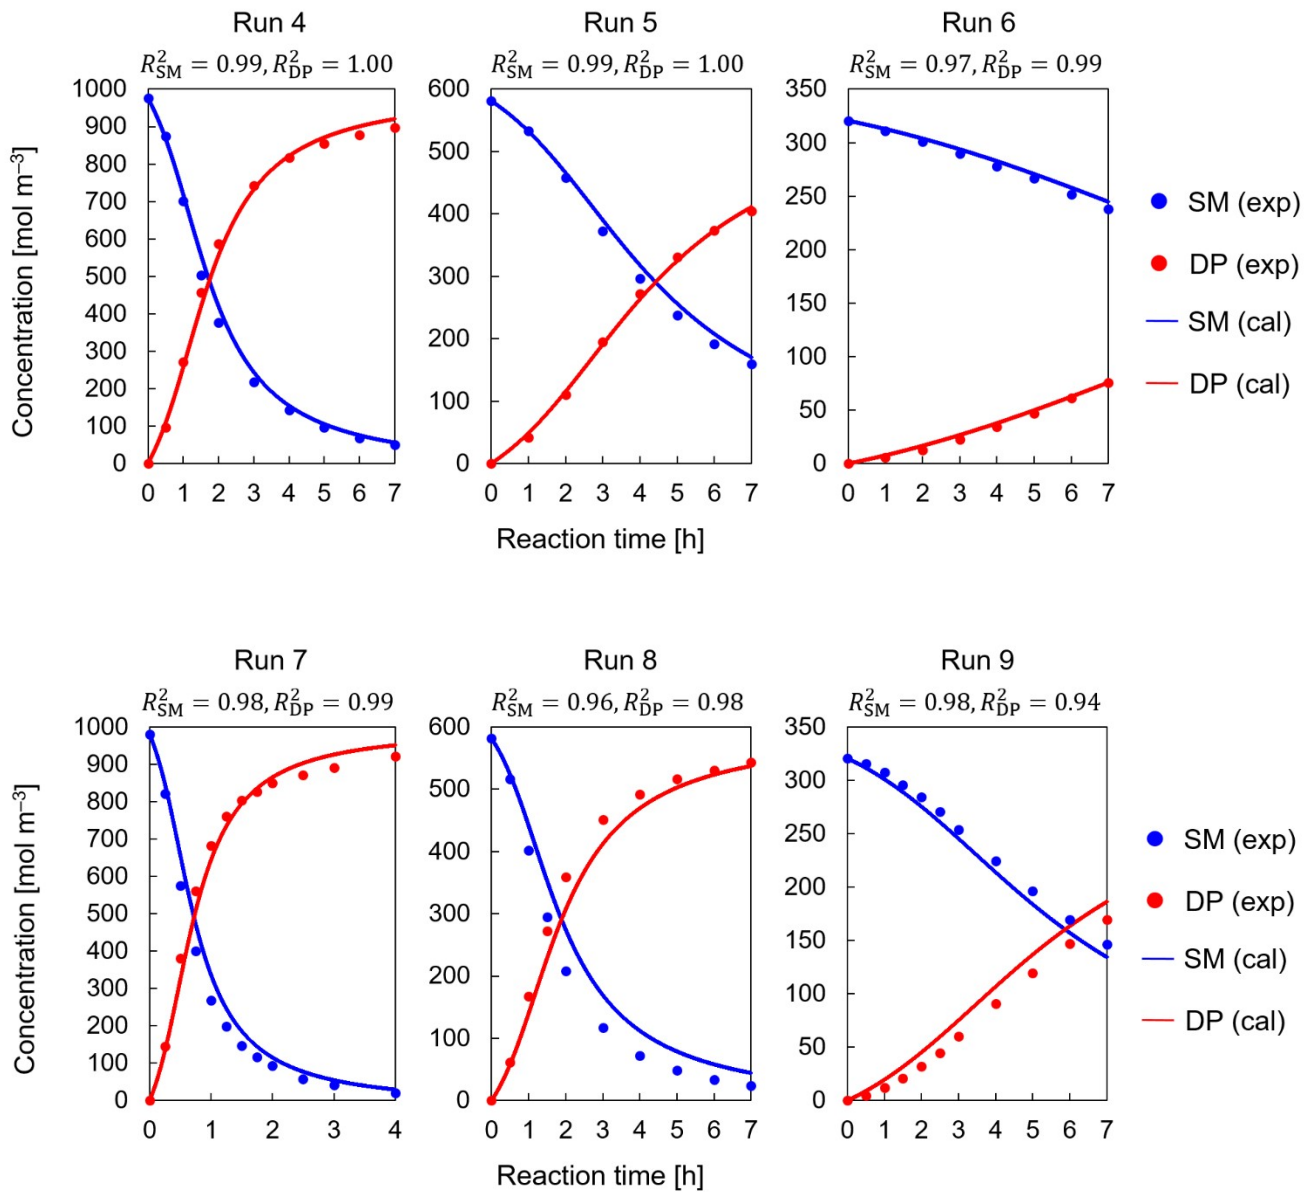 Run 4
Run 5
Run 6
R²SM = 0.99, R²DP = 1.00
R²SM = 0.99, R²DP = 1.00
R²SM = 0.97, R²DP = 0.99
Concentration [mol m⁻³]
1000
900
800
700
600
500
400
300
200
100
0
0 1 2 3 4 5 6 7
600
500
400
300
200
100
0
0 1 2 3 4 5 6 7
350
300
250
200
150
100
50
0
0 1 2 3 4 5 6 7
SM (exp)
DP (exp)
SM (cal)
DP (cal)
Reaction time [h]
Run 7
Run 8
Run 9
R²SM = 0.98, R²DP = 0.99
R²SM = 0.96, R²DP = 0.98
R²SM = 0.98, R²DP = 0.94
Concentration [mol m⁻³]
1000
900
800
700
600
500
400
300
200
100
0
0 1 2 3 4
600
500
400
300
200
100
0
0 1 2 3 4 5 6 7
350
300
250
200
150
100
50
0
0 1 2 3 4 5 6 7
SM (exp)
DP (exp)
SM (cal)
DP (cal)
Reaction time [h]